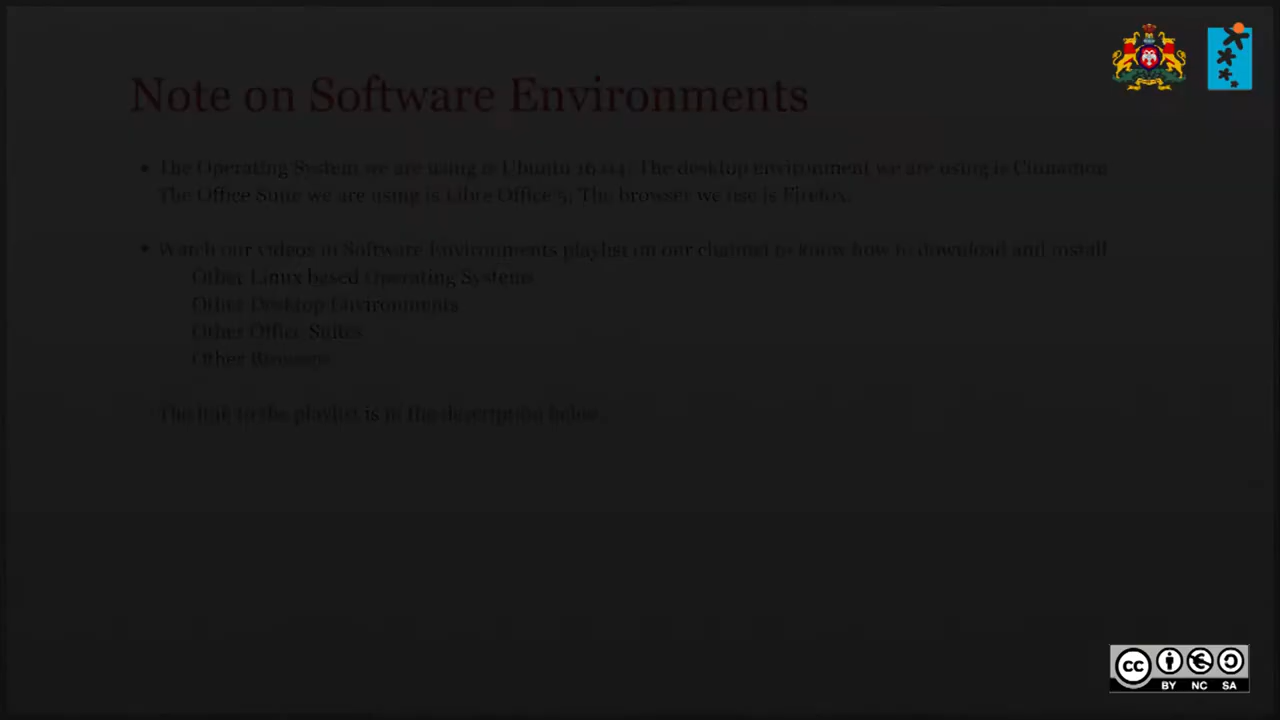 Note on Software Environments
• The Operating System we are using is Ubuntu 16.04. The desktop environment we are using is Cinnamon.
The Office Suite we are using is Libre Office 5. The browser we use is Firefox.
• Watch our videos in Software Environments playlist on our channel to know how to download and install
Other Linux based Operating Systems
Other Desktop Environments
Other Office Suites
Other Browsers
The link to the playlist is in the description below.
CC BY NC SA